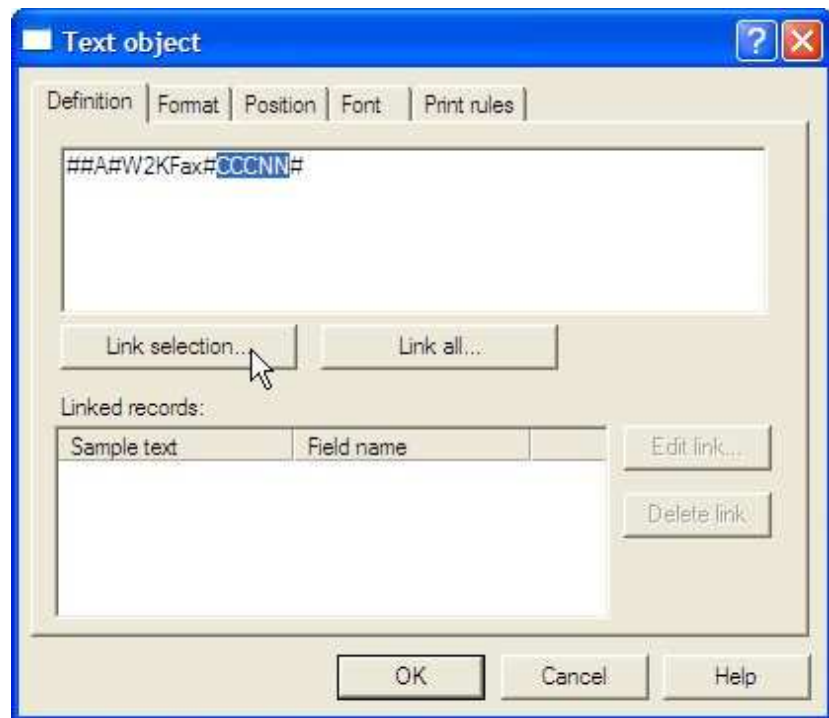 Text object
Definition Format Position Font Print rules
##A#W2KFax#CCCNN#
Link selection... Link all...
Linked records:
Sample text Field name
Edit link...
Delete link
OK Cancel Help